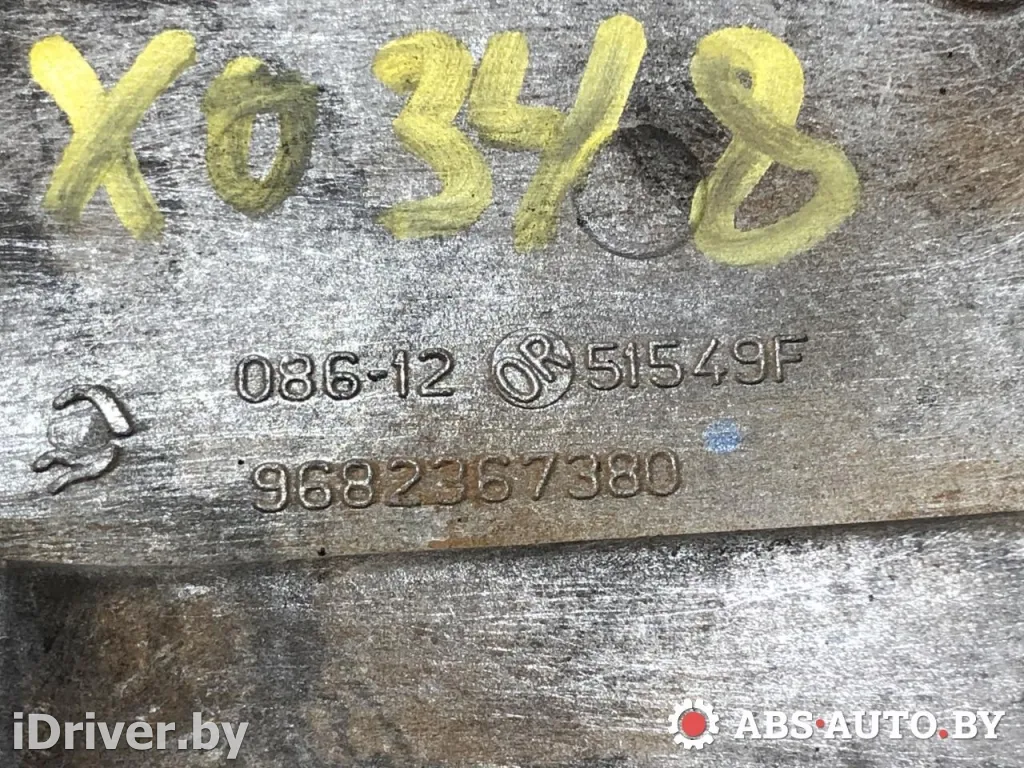 X0348
086-12 OR 51549F
9682367380
iDriver.by
ABS-AUTO.BY